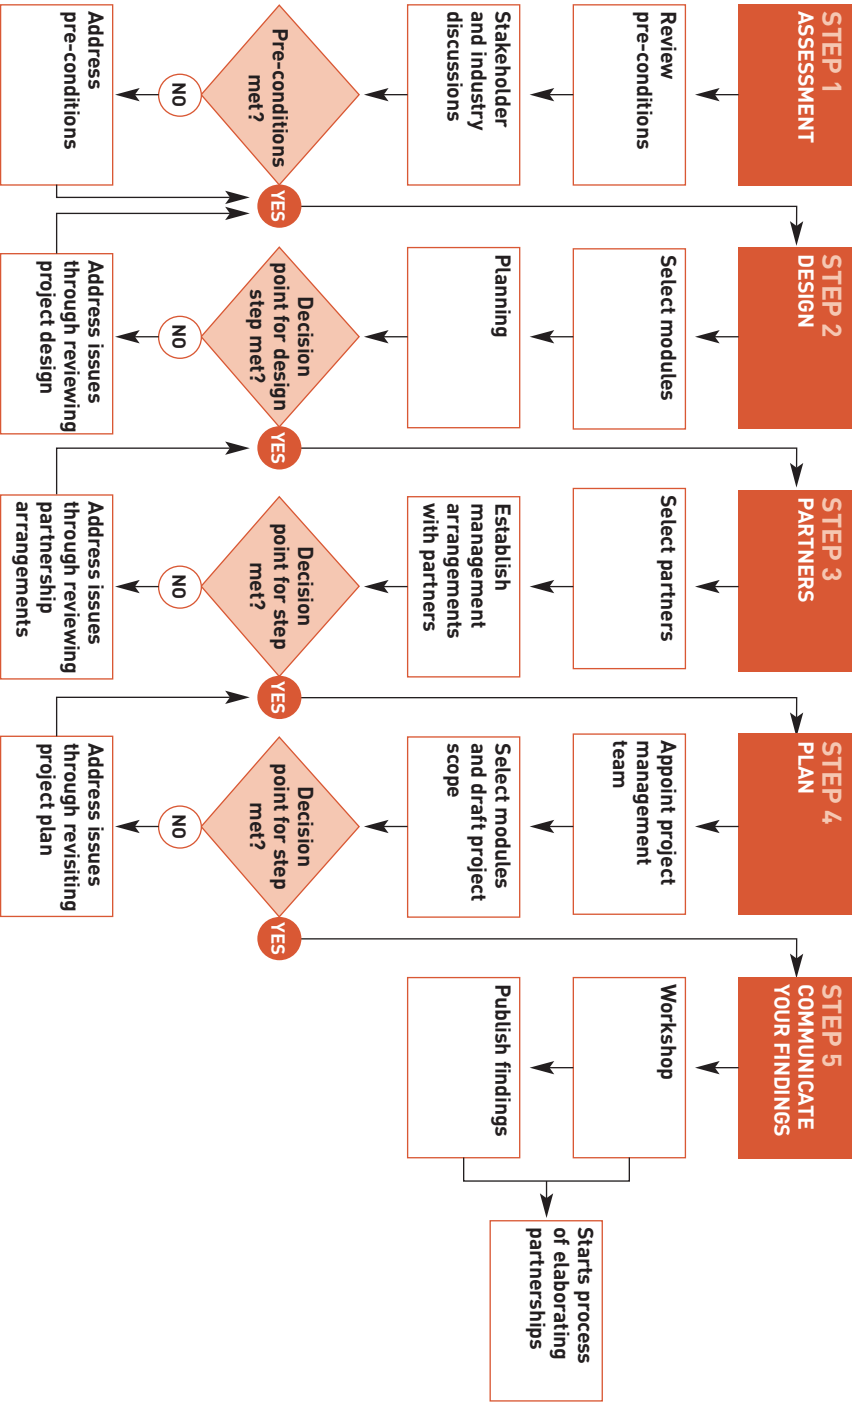 STEP 1
ASSESSMENT
Review
pre-conditions
Stakeholder
and industry
discussions
Pre-conditions
met?
NO
Address
pre-conditions
YES
STEP 2
DESIGN
Select modules
Planning
Decision
point for design
step met?
NO
Address issues
through reviewing
project design
YES
STEP 3
PARTNERS
Select partners
Establish
management
arrangements
with partners
Decision
point for step
met?
NO
Address issues
through reviewing
partnership
arrangements
YES
STEP 4
PLAN
Appoint project
management
team
Select modules
and draft project
scope
Decision
point for step
met?
NO
Address issues
through revisiting
project plan
YES
STEP 5
COMMUNICATE
YOUR FINDINGS
Workshop
Publish findings
Starts process
of elaborating
partnerships